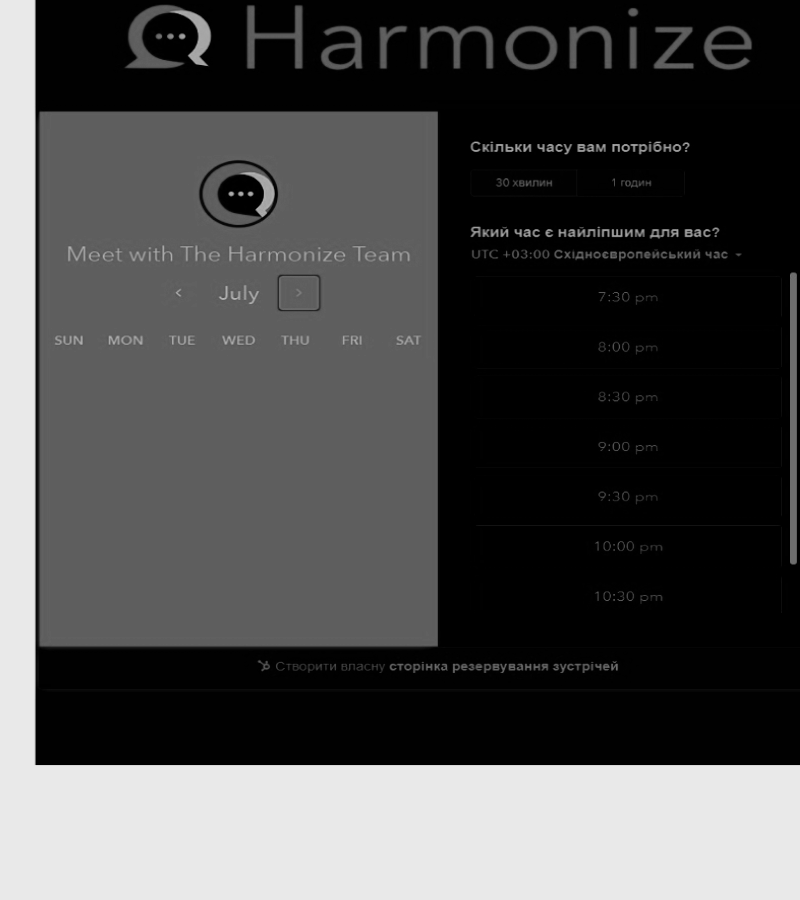 Harmonize
Meet with The Harmonize Team
July
SUN MON TUE WED THU FRI SAT
Скільки часу вам потрібно?
30 хвилин 1 годин
Який час є найліпшим для вас?
UTC +03:00 Східноєвропейський час
7:30 pm
8:00 pm
8:30 pm
9:00 pm
9:30 pm
10:00 pm
10:30 pm
Створити власну сторінка резервування зустрічей